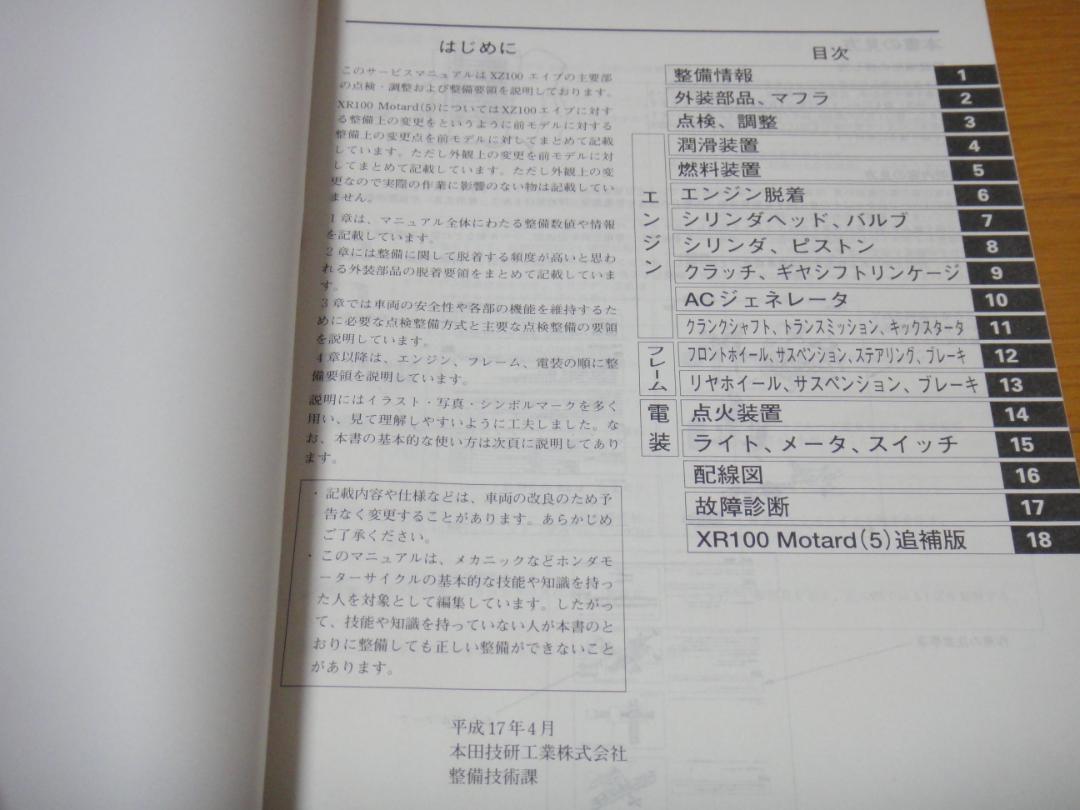 はじめに
このサービスマニュアルはXZ100 エイプの主要部
の点検・調整および整備要領を説明しております。
XR100 Motard(5)についてはXZ100エイプに対す
る整備上の変更をというように前モデルに対する
整備上の変更点を前モデルに対してまとめて記載
しています。ただし外観上の変更を前モデルに対
してまとめて記載しています。ただし外観上の変
更なので実際の作業に影響のない物は記載してい
ません。
1章は、マニュアル全体にわたる整備数値や情報
を記載しています。
2章には整備に関して脱着する頻度が高いと思わ
れる外装部品の脱着要領をまとめて記載していま
す。
3章では車両の安全性や各部の機能を維持するた
めに必要な点検整備方式と主要な点検整備の要領
を説明しています。
4章以降は、エンジン、フレーム、電装の順に整
備要領を説明しています。
説明にはイラスト・写真・シンボルマークを多く
用い、見て理解しやすいように工夫しました。な
お、本書の基本的な使い方は次頁に説明してあり
ます。
・記載内容や仕様などは、車両の改良のため予
告なく変更することがあります。あらかじめ
ご了承ください。
・このマニュアルは、メカニックなどホンダモ
ーターサイクルの基本的な技能や知識を持っ
た人を対象として編集しています。したがっ
て、技能や知識を持っていない人が本書のと
おりに整備しても正しい整備ができないこと
があります。
平成17年4月
本田技研工業株式会社
整備技術課
目次
整備情報 1
外装部品、マフラ 2
点検、調整 3
エンジン
潤滑装置 4
燃料装置 5
エンジン脱着 6
シリンダヘッド、バルブ 7
シリンダ、ピストン 8
クラッチ、ギヤシフトリンケージ 9
ACジェネレータ 10
クランクシャフト、トランスミッション、キックスタータ 11
フレーム
フロントホイール、サスペンション、ステアリング、ブレーキ 12
リヤホイール、サスペンション、ブレーキ 13
電装
点火装置 14
ライト、メータ、スイッチ 15
配線図 16
故障診断 17
XR100 Motard(5)追補版 18